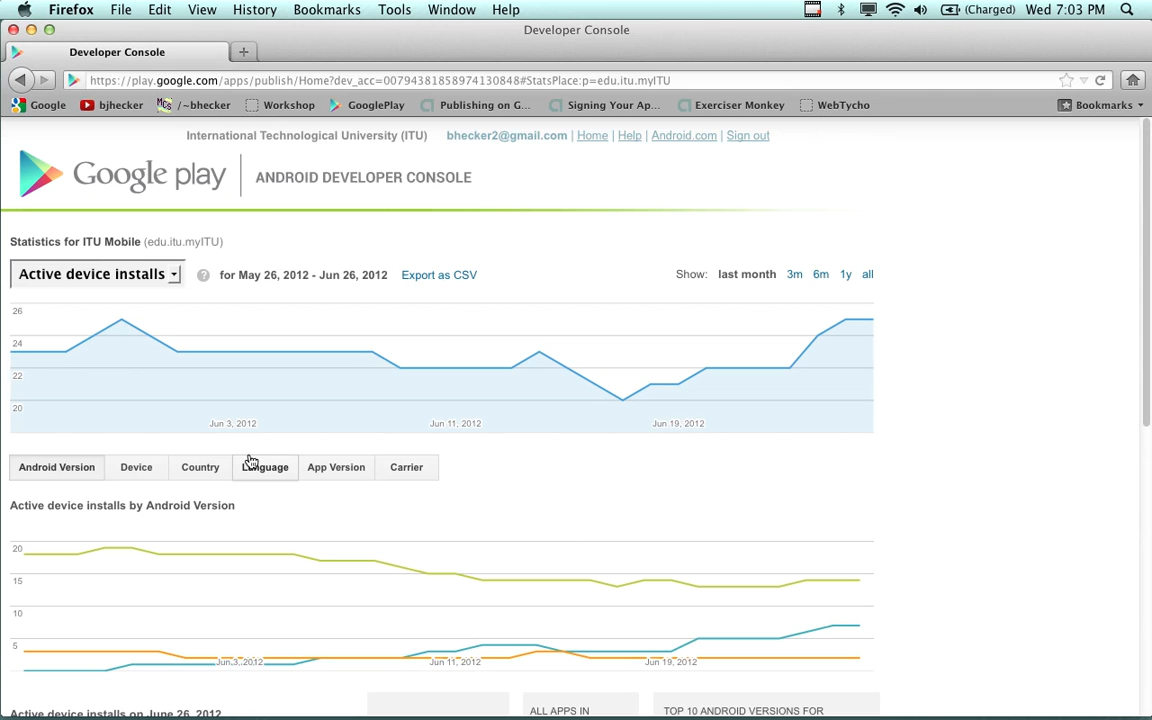 Firefox File Edit View History Bookmarks Tools Window Help (Charged) Wed 7:03 PM
Developer Console
Developer Console
https://play.google.com/apps/publish/Home?dev_acc=00794381858974130848#StatsPlace:p=edu.itu.myITU
Google bjhecker /~bhecker Workshop GooglePlay Publishing on G... Signing Your Ap... Exerciser Monkey WebTycho Bookmarks
International Technological University (ITU) bhecker2@gmail.com | Home | Help | Android.com | Sign out
Google play ANDROID DEVELOPER CONSOLE
Statistics for ITU Mobile (edu.itu.myITU)
Active device installs ? for May 26, 2012 - Jun 26, 2012 Export as CSV Show: last month 3m 6m 1y all
26
24
22
20
Jun 3, 2012 Jun 11, 2012 Jun 19, 2012
Android Version Device Country Language App Version Carrier
Active device installs by Android Version
20
15
10
5
Jun 3, 2012 Jun 11, 2012 Jun 19, 2012
Active device installs on June 26, 2012 ALL APPS IN TOP 10 ANDROID VERSIONS FOR